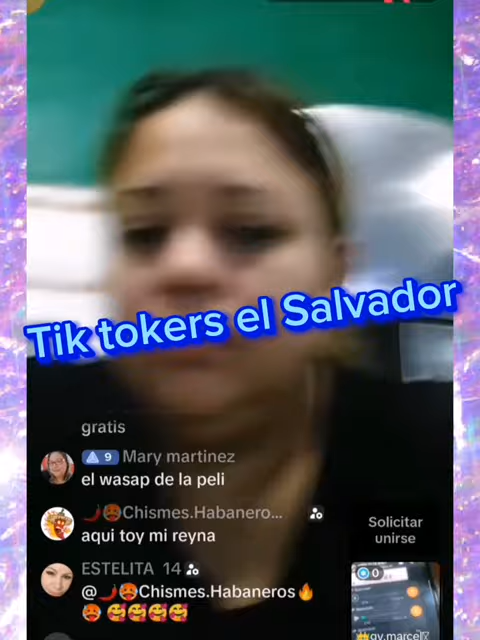 Tik tokers el Salvador
gratis
9 Mary martinez
el wasap de la peli
🌶️🥵Chismes.Habanero...
aqui toy mi reyna
Solicitar
unirse
ESTELITA 14
@🌶️🥵Chismes.Habaneros🔥
🥵🥰🥰🥰🥰
0